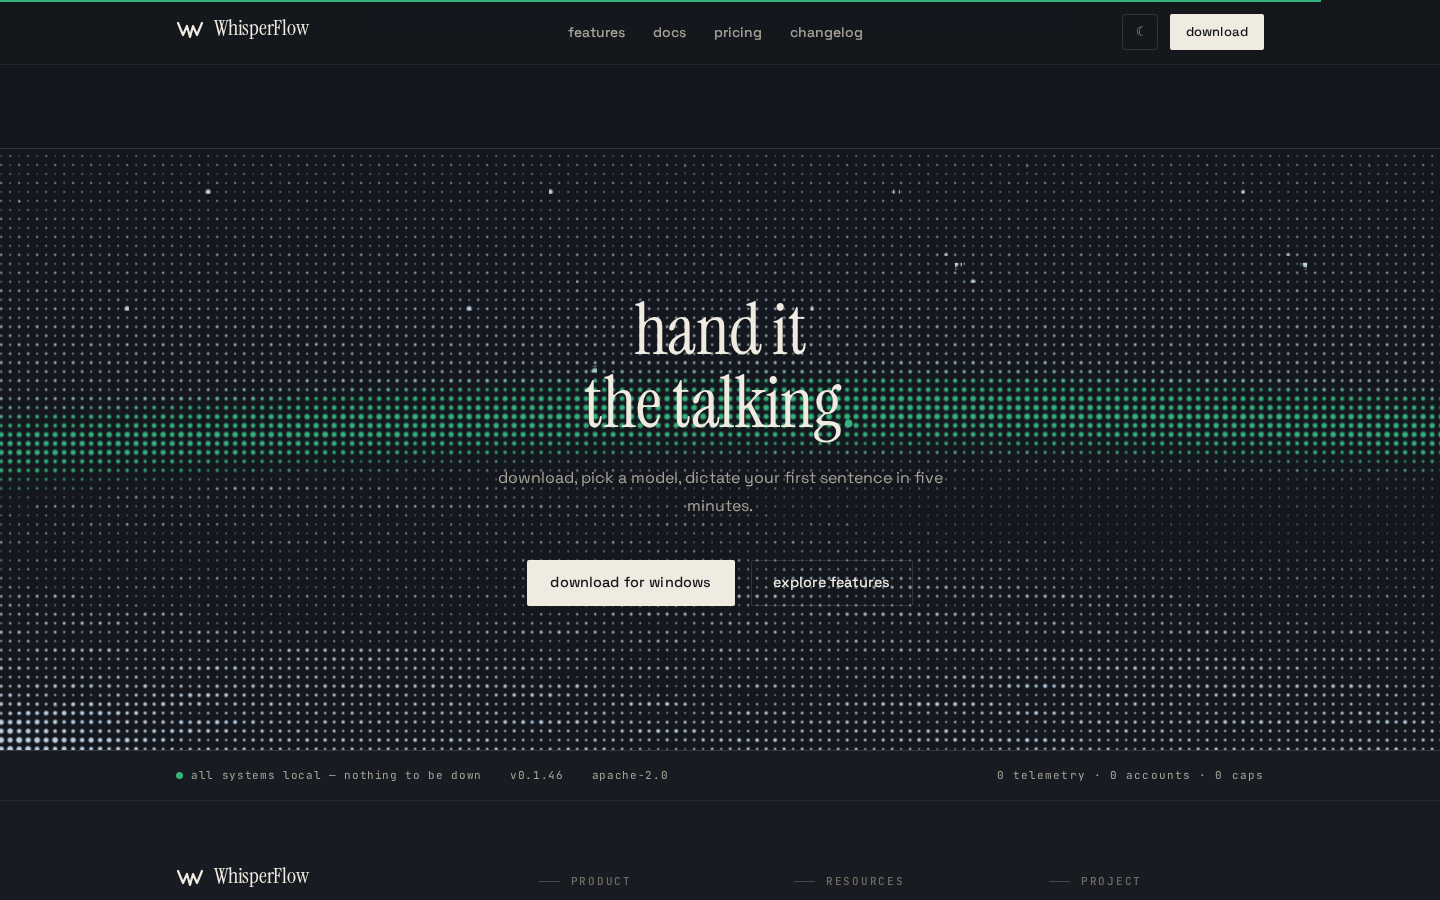 WhisperFlow
features docs pricing changelog
download
hand it
the talking.
download, pick a model, dictate your first sentence in five
minutes.
download for windows
explore features
all systems local — nothing to be down v0.1.46 apache-2.0
0 telemetry · 0 accounts · 0 caps
WhisperFlow
PRODUCT
RESOURCES
PROJECT